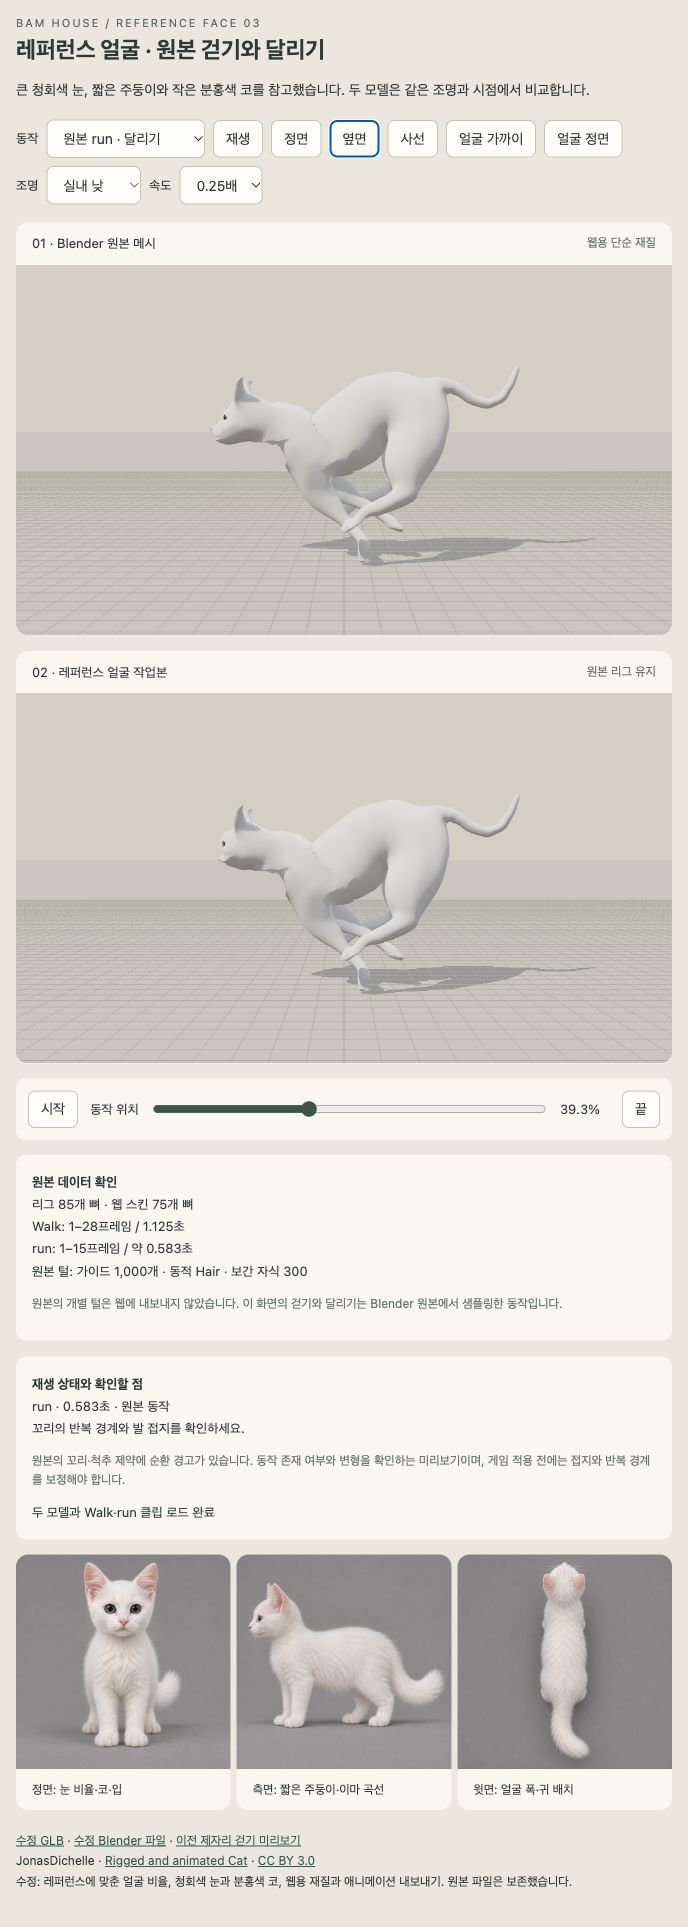 BAM HOUSE / REFERENCE FACE 03
레퍼런스 얼굴 · 원본 걷기와 달리기
큰 청회색 눈, 짧은 주둥이와 작은 분홍색 코를 참고했습니다. 두 모델은 같은 조명과 시점에서 비교합니다.
동작 원본 run · 달리기 재생 정면 옆면 사선 얼굴 가까이 얼굴 정면
조명 실내 낮 속도 0.25배
01 · Blender 원본 메시 웹용 단순 재질
02 · 레퍼런스 얼굴 작업본 원본 리그 유지
시작 동작 위치 39.3% 끝
원본 데이터 확인
리그 85개 뼈 · 웹 스킨 75개 뼈
Walk: 1–28프레임 / 1.125초
run: 1–15프레임 / 약 0.583초
원본 털: 가이드 1,000개 · 동적 Hair · 보간 자식 300
원본의 개별 털은 웹에 내보내지 않았습니다. 이 화면의 걷기와 달리기는 Blender 원본에서 샘플링한 동작입니다.
재생 상태와 확인할 점
run · 0.583초 · 원본 동작
꼬리의 반복 경계와 발 접지를 확인하세요.
원본의 꼬리·척추 제약에 순환 경고가 있습니다. 동작 존재 여부와 변형을 확인하는 미리보기이며, 게임 적용 전에는 접지와 반복 경계
를 보정해야 합니다.
두 모델과 Walk·run 클립 로드 완료
정면: 눈 비율·코·입
측면: 짧은 주둥이·이마 곡선
윗면: 얼굴 폭·귀 배치
수정 GLB · 수정 Blender 파일 · 이전 제자리 걷기 미리보기
JonasDichelle · Rigged and animated Cat · CC BY 3.0
수정: 레퍼런스에 맞춘 얼굴 비율, 청회색 눈과 분홍색 코, 웹용 재질과 애니메이션 내보내기. 원본 파일은 보존했습니다.